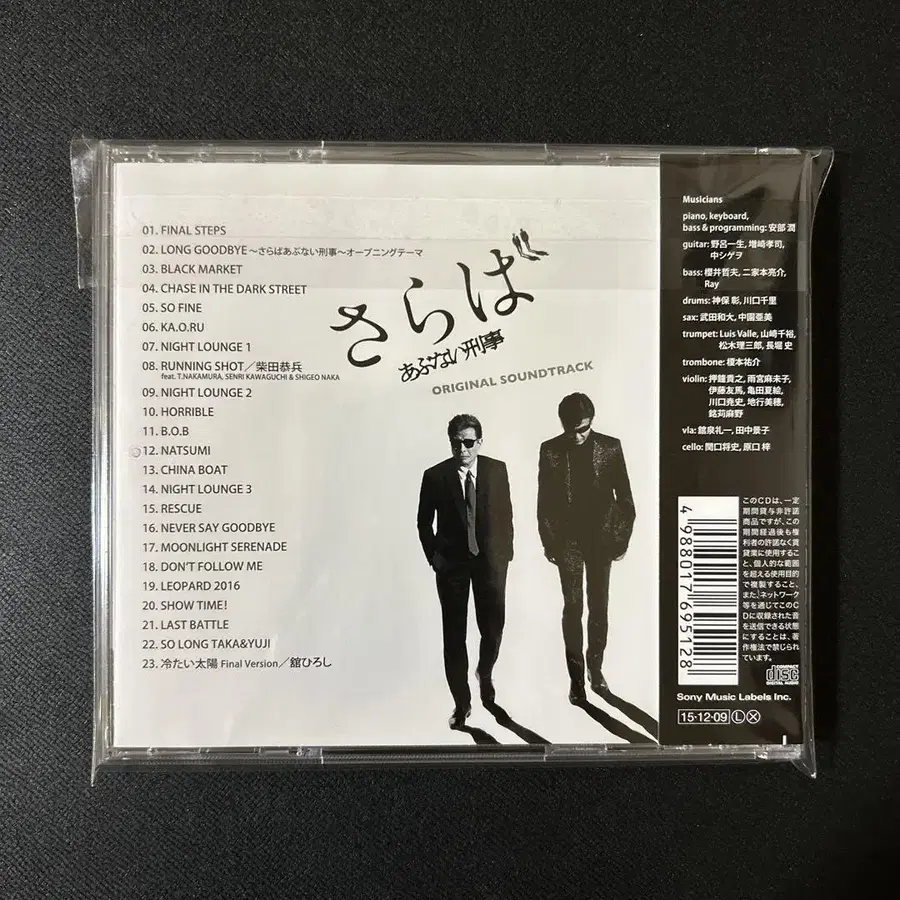 01. FINAL STEPS
02. LONG GOODBYE～さらばあぶない刑事～オープニングテーマ
03. BLACK MARKET
04. CHASE IN THE DARK STREET
05. SO FINE
06. KA.O.RU
07. NIGHT LOUNGE 1
08. RUNNING SHOT／柴田恭兵
feat. T.NAKAMURA, SENRI KAWAGUCHI & SHIGEO NAKA
09. NIGHT LOUNGE 2
10. HORRIBLE
11. B.O.B
12. NATSUMI
13. CHINA BOAT
14. NIGHT LOUNGE 3
15. RESCUE
16. NEVER SAY GOODBYE
17. MOONLIGHT SERENADE
18. DON'T FOLLOW ME
19. LEOPARD 2016
20. SHOW TIME!
21. LAST BATTLE
22. SO LONG TAKA&YUJI
23. 冷たい太陽 Final Version／舘ひろし
さらば
あぶない刑事
ORIGINAL SOUNDTRACK
Musicians
piano, keyboard,
bass & programming: 安部 潤
guitar: 野呂一生, 増崎孝司,
中シゲヲ
bass: 櫻井哲夫, 二家本亮介,
Ray
drums: 神保 彰, 川口千里
sax: 武田和大, 中園亜美
trumpet: Luis Valle, 山崎千裕,
松木理三郎, 長堀 史
trombone: 榎本祐介
violin: 押鐘貴之, 雨宮麻未子,
伊藤友馬, 亀田夏絵,
川口尭史, 地行美穂,
銘苅麻野
vla: 舘泉礼一, 田中景子
cello: 関口将史, 原口 梓
4988017695128
このCDは、一定
期間貸与非許諾
商品ですが、この
期間経過後も権
利者の許諾なく賃
貸業に使用するこ
と、個人的な範囲
を超える使用目的
で複製すること、
また、ネットワーク
等を通じてこのC
Dに収録された音
を送信できる状態
にすることは、著
作権法で禁じられ
ています。
COMPACT
disc
DIGITAL AUDIO
Sony Music Labels Inc.
15･12･09 L X